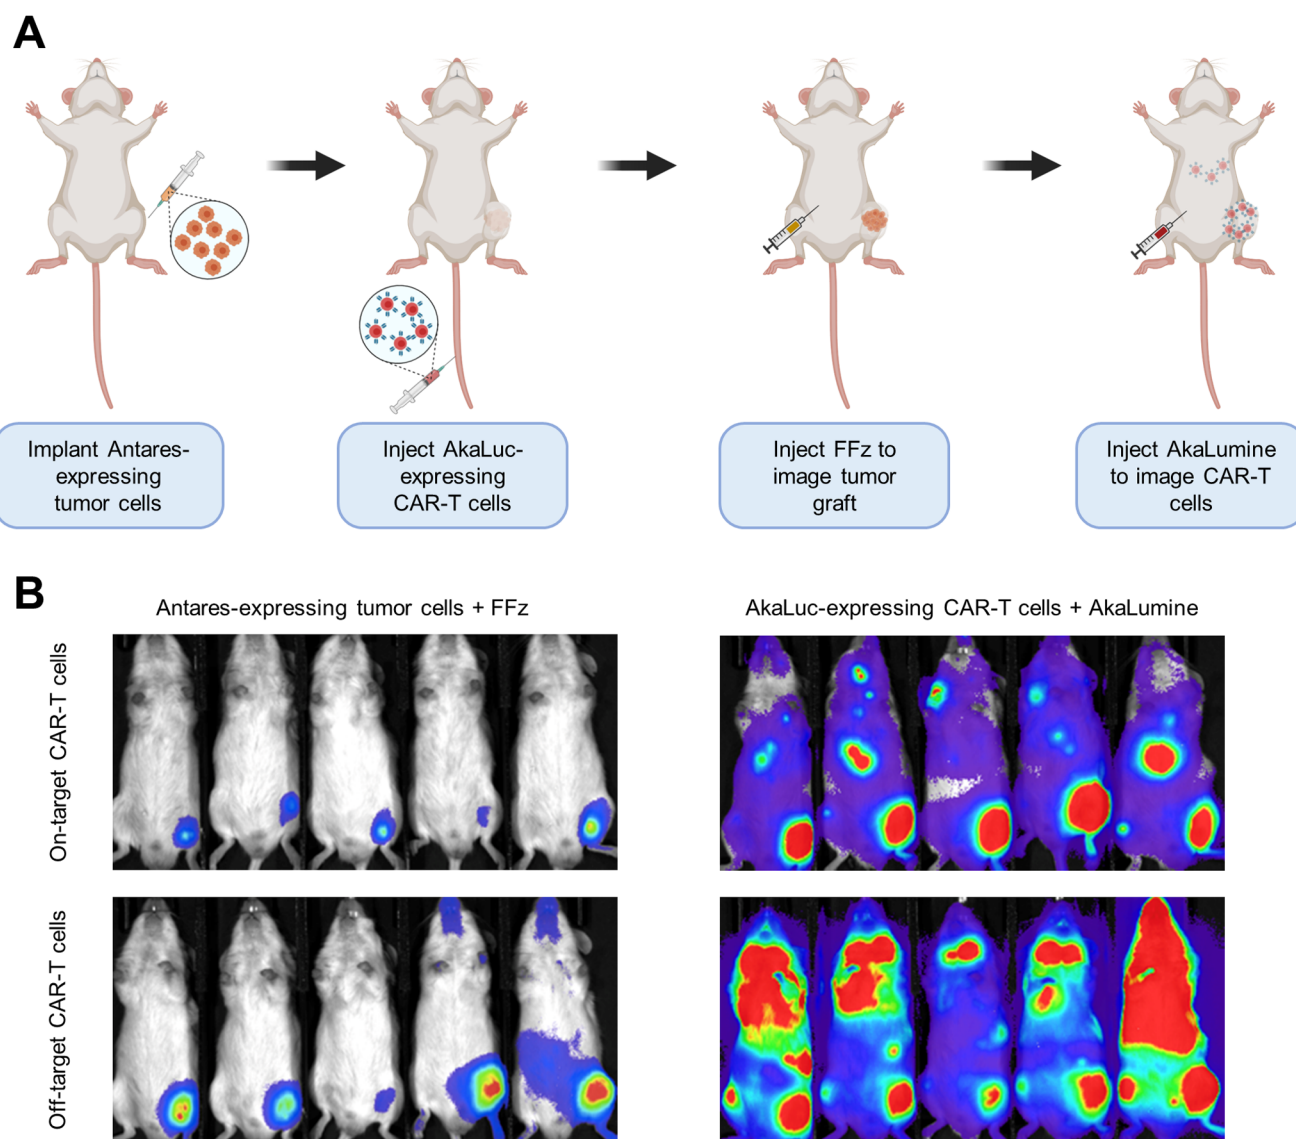 A
Implant Antares-
expressing
tumor cells
Inject AkaLuc-
expressing
CAR-T cells
Inject FFz to
image tumor
graft
Inject AkaLumine
to image CAR-T
cells
B
Antares-expressing tumor cells + FFz
AkaLuc-expressing CAR-T cells + AkaLumine
On-target CAR-T cells
Off-target CAR-T cells